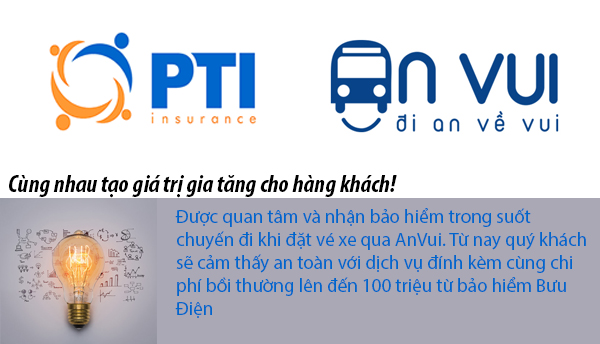 PTI
insurance
AN VUI
đi an về vui
Cùng nhau tạo giá trị gia tăng cho hàng khách!
Được quan tâm và nhận bảo hiểm trong suốt
chuyến đi khi đặt vé xe qua AnVui. Từ nay quý khách
sẽ cảm thấy an toàn với dịch vụ đính kèm cùng chi
phí bồi thường lên đến 100 triệu từ bảo hiểm Bưu
Điện